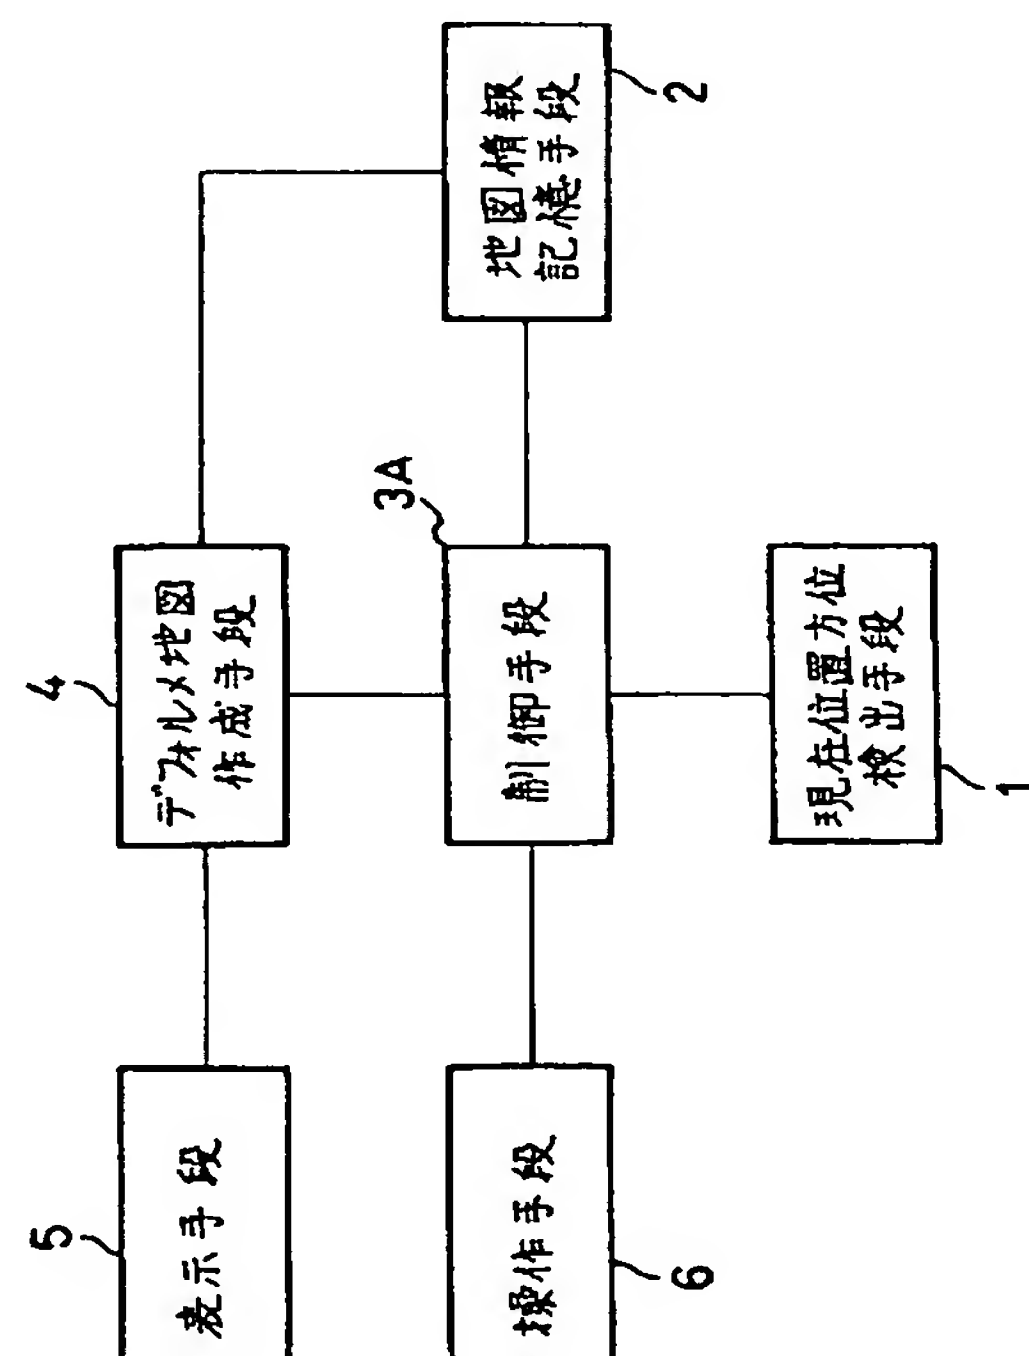 5
表示手段
4
デフォルメ地図
作成手段
3A
制御手段
2
地図情報
記憶手段
操作手段
6
現在位置方位
検出手段
1